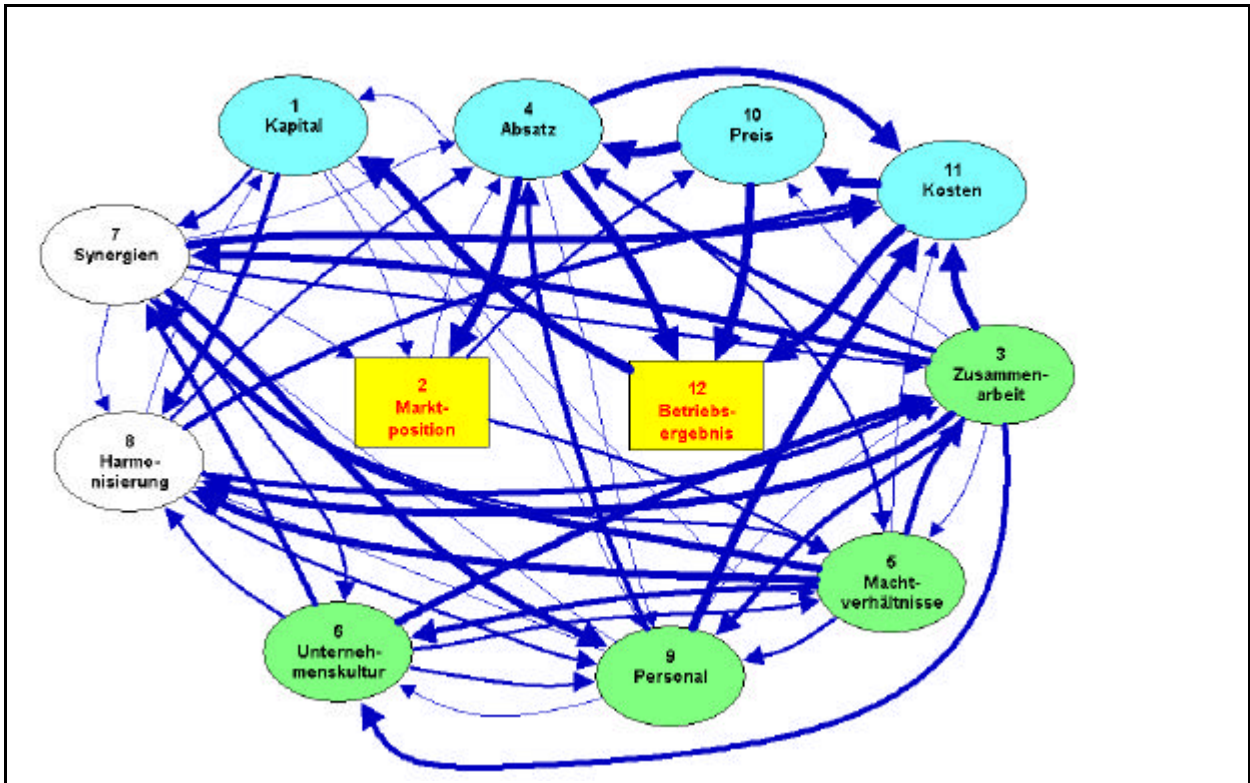 1
Kapital
4
Absatz
10
Preis
11
Kosten
7
Synergien
3
Zusammen-
arbeit
2
Markt-
position
12
Betriebs-
ergebnis
8
Harmo-
nisierung
5
Macht-
verhältnisse
6
Unterneh-
menskultur
9
Personal